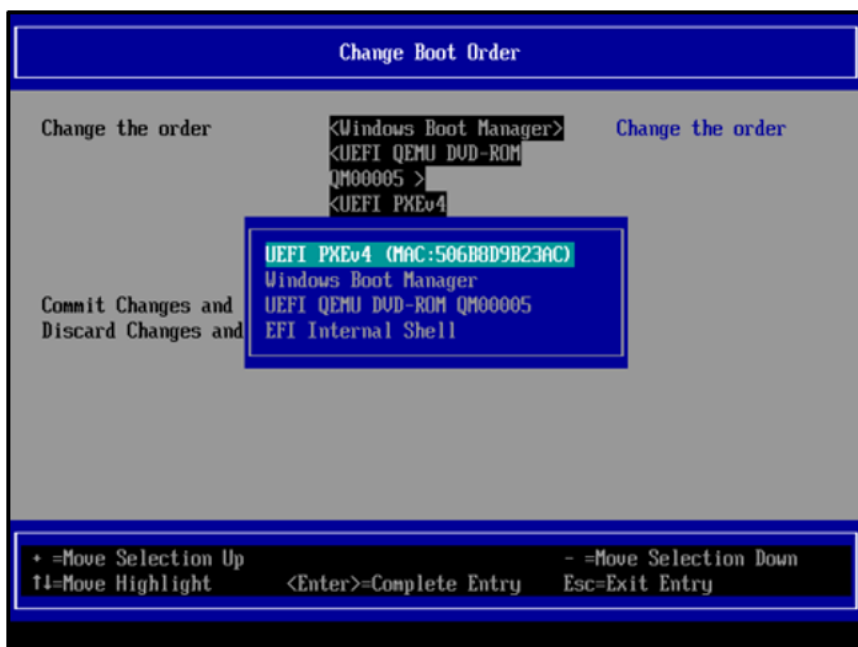 Change Boot Order
Change the order <Windows Boot Manager> Change the order
<UEFI QEMU DVD-ROM
QM00005 >
<UEFI PXEv4
UEFI PXEv4 (MAC:506B8D9B23AC)
Windows Boot Manager
Commit Changes and UEFI QEMU DVD-ROM QM00005
Discard Changes and EFI Internal Shell
+ =Move Selection Up - =Move Selection Down
↑↓=Move Highlight <Enter>=Complete Entry Esc=Exit Entry